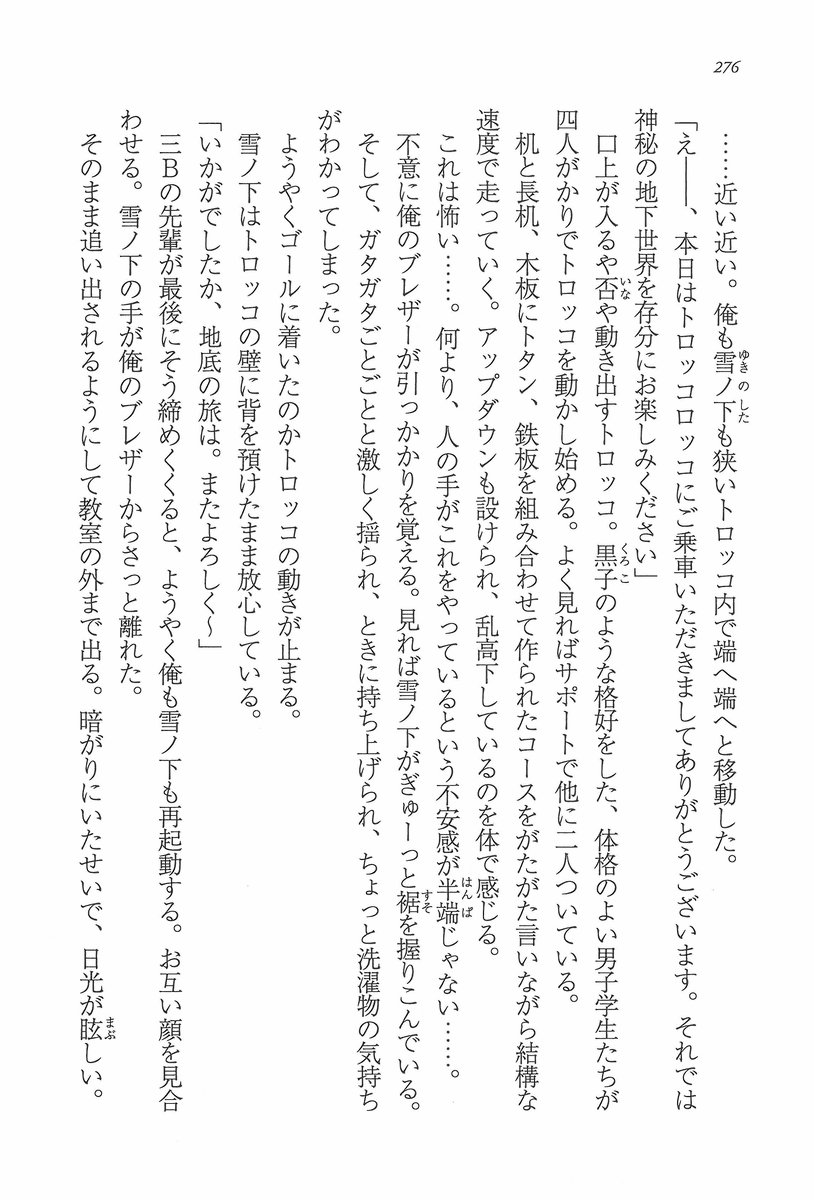 276
……近い近い。俺も雪ノ下も狭いトロッコ内で端へ端へと移動した。
「えー―、本日はトロッコロッコにご乗車いただきましてありがとうございます。それでは
神秘の地下世界を存分にお楽しみください」
口上が入るや否や動き出すトロッコ。黒子のような格好をした、体格のよい男子学生たちが
四人がかりでトロッコを動かし始める。よく見ればサポートで他に二人ついている。
机と長机、木板にトタン、鉄板を組み合わせて作られたコースをがたがた言いながら結構な
速度で走っていく。アップダウンも設けられ、乱高下しているのを体で感じる。
これは怖い……。何より、人の手がこれをやっているという不安感が半端じゃない……。
不意に俺のブレザーが引っかかりを覚える。見れば雪ノ下がぎゅーっと裾を握りこんでいる。
そして、ガタガタごとごとと激しく揺られ、ときに持ち上げられ、ちょっと洗濯物の気持ち
がわかってしまった。
ようやくゴールに着いたのかトロッコの動きが止まる。
雪ノ下はトロッコの壁に背を預けたまま放心している。
「いかがでしたか、地底の旅は。またよろしく～」
三Bの先輩が最後にそう締めくくると、ようやく俺も雪ノ下も再起動する。お互い顔を見合
わせる。雪ノ下の手が俺のブレザーからさっと離れた。
そのまま追い出されるようにして教室の外まで出る。暗がりにいたせいで、日光が眩しい。